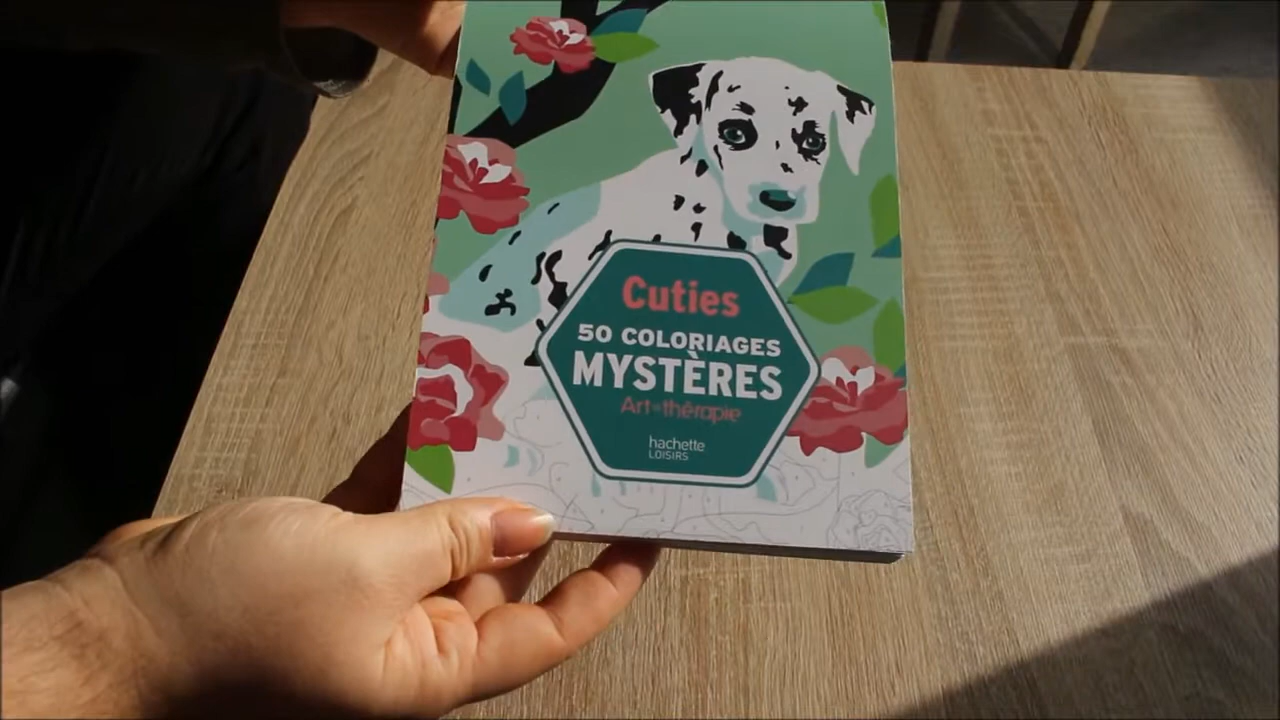 Cuties
50 COLORIAGES
MYSTÈRES
Art-thérapie
hachette
LOISIRS